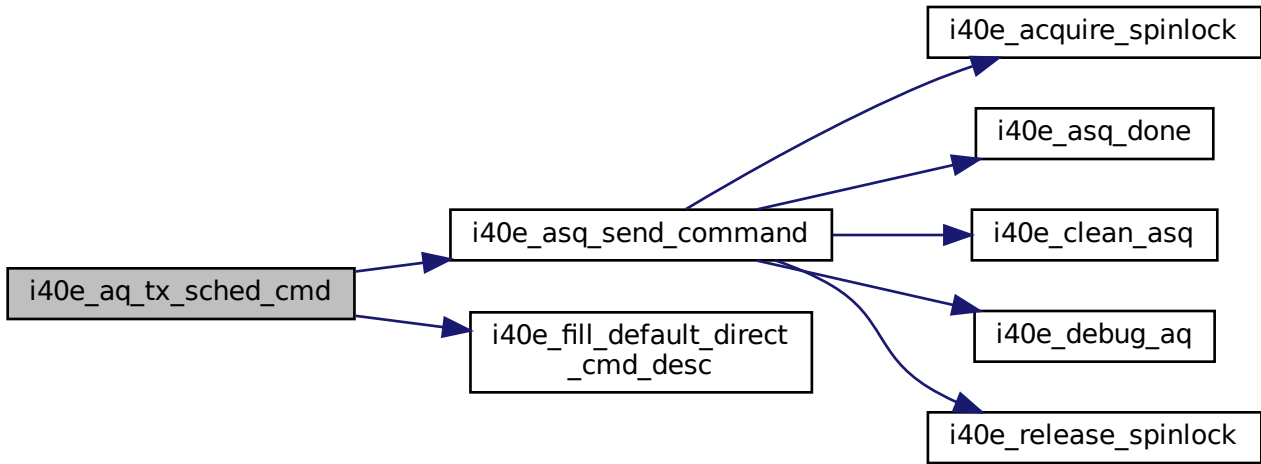 i40e_acquire_spinlock
i40e_asq_done
i40e_asq_send_command
i40e_clean_asq
i40e_aq_tx_sched_cmd
i40e_fill_default_direct
_cmd_desc
i40e_debug_aq
i40e_release_spinlock